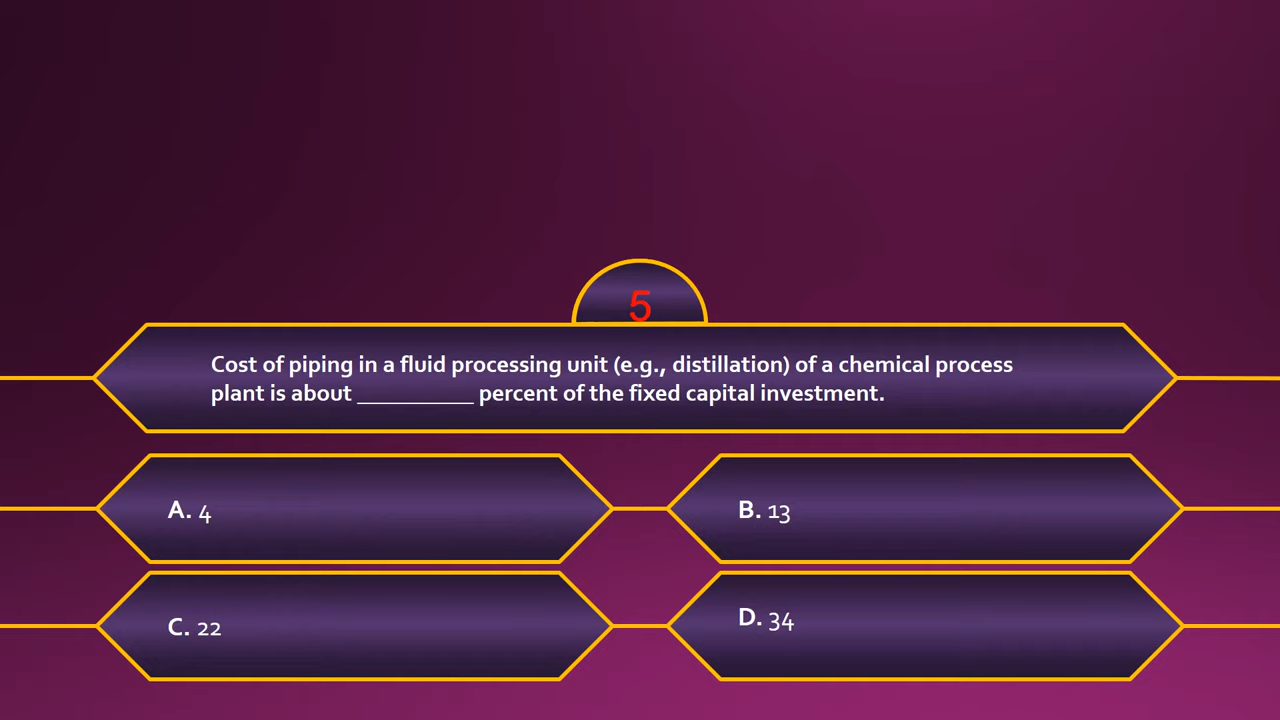 5
Cost of piping in a fluid processing unit (e.g., distillation) of a chemical process
plant is about __________ percent of the fixed capital investment.
A. 4
B. 13
C. 22
D. 34